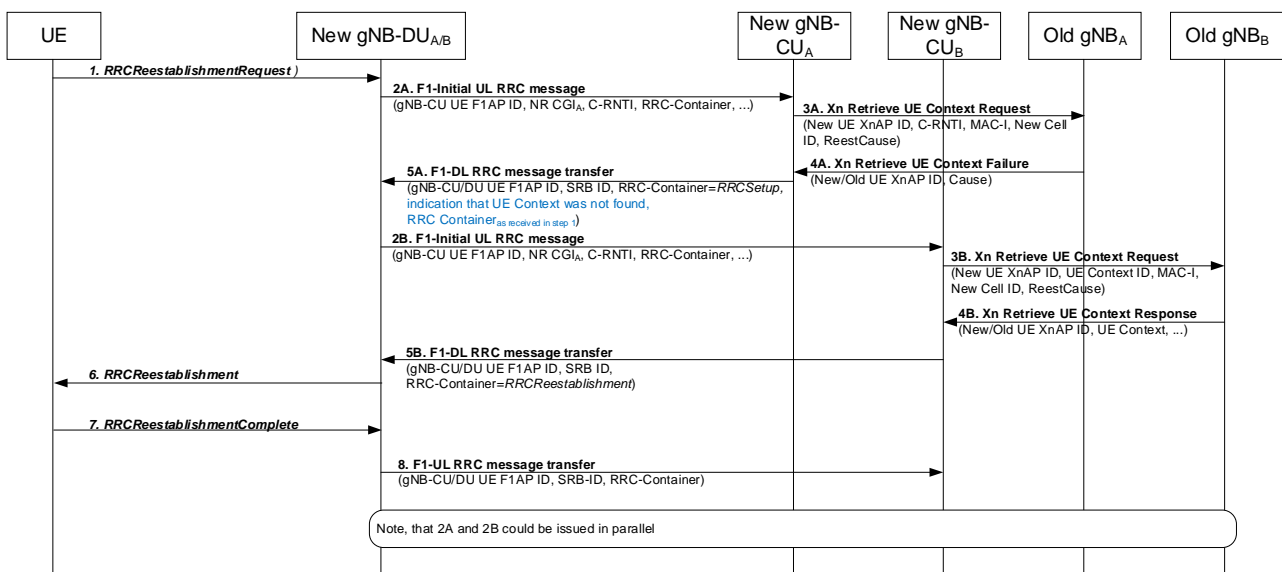 UE
New gNB-DUA/B
New gNB-
CUA
New gNB-
CUB
Old gNBA
Old gNBB
1. RRCReestablishmentRequest )
2A. F1-Initial UL RRC message
(gNB-CU UE F1AP ID, NR CGIA, C-RNTI, RRC-Container, ...)
3A. Xn Retrieve UE Context Request
(New UE XnAP ID, C-RNTI, MAC-I, New Cell
ID, ReestCause)
4A. Xn Retrieve UE Context Failure
(New/Old UE XnAP ID, Cause)
5A. F1-DL RRC message transfer
(gNB-CU/DU UE F1AP ID, SRB ID, RRC-Container=RRCSetup,
indication that UE Context was not found,
RRC Container as received in step 1)
2B. F1-Initial UL RRC message
(gNB-CU UE F1AP ID, NR CGIA, C-RNTI, RRC-Container, ...)
3B. Xn Retrieve UE Context Request
(New UE XnAP ID, UE Context ID, MAC-I,
New Cell ID, ReestCause)
4B. Xn Retrieve UE Context Response
(New/Old UE XnAP ID, UE Context, ...)
5B. F1-DL RRC message transfer
(gNB-CU/DU UE F1AP ID, SRB ID,
RRC-Container=RRCReestablishment)
6. RRCReestablishment
7. RRCReestablishmentComplete
8. F1-UL RRC message transfer
(gNB-CU/DU UE F1AP ID, SRB-ID, RRC-Container)
Note, that 2A and 2B could be issued in parallel